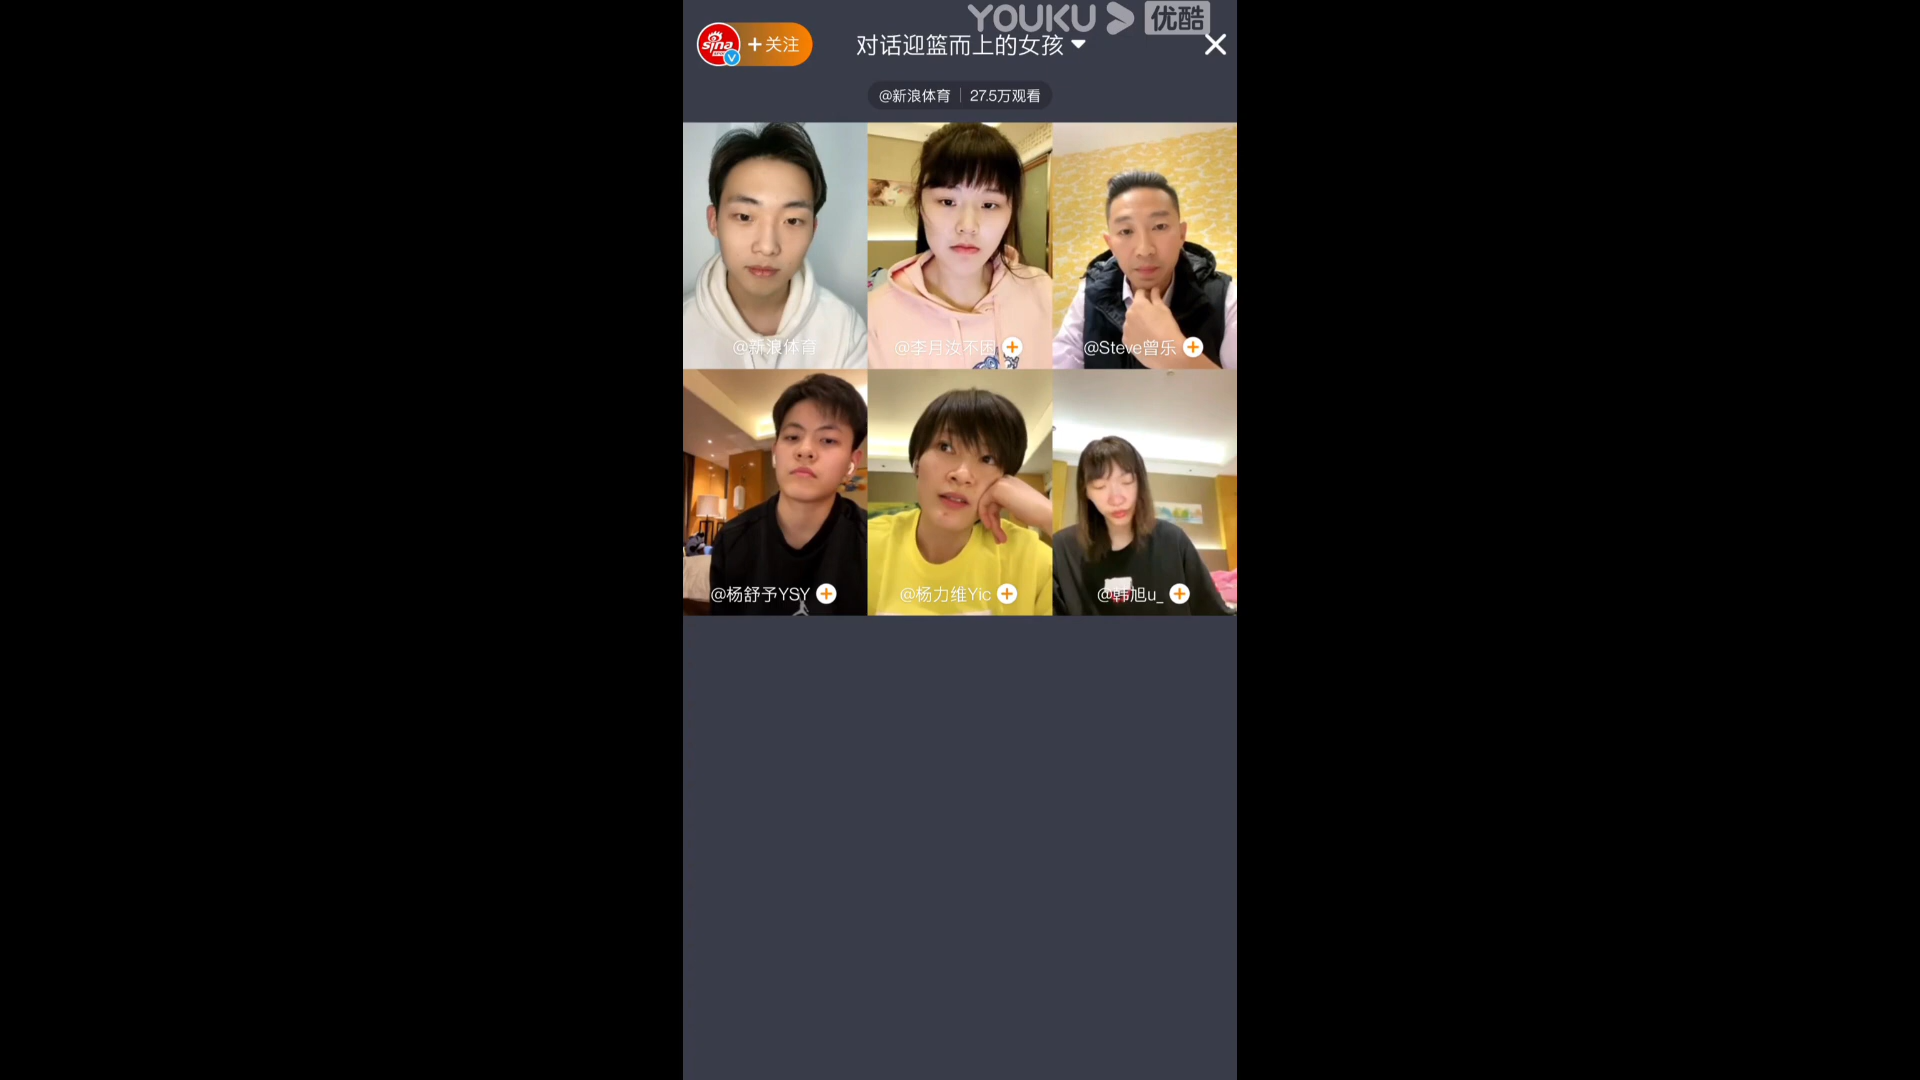 YOUKU 优酷
sina
+关注
对话迎篮而上的女孩
@新浪体育 | 27.5万观看
@新浪体育
@李月汝不困
@Steve曾乐
@杨舒予YSY
@杨力维Yic
@韩旭u_